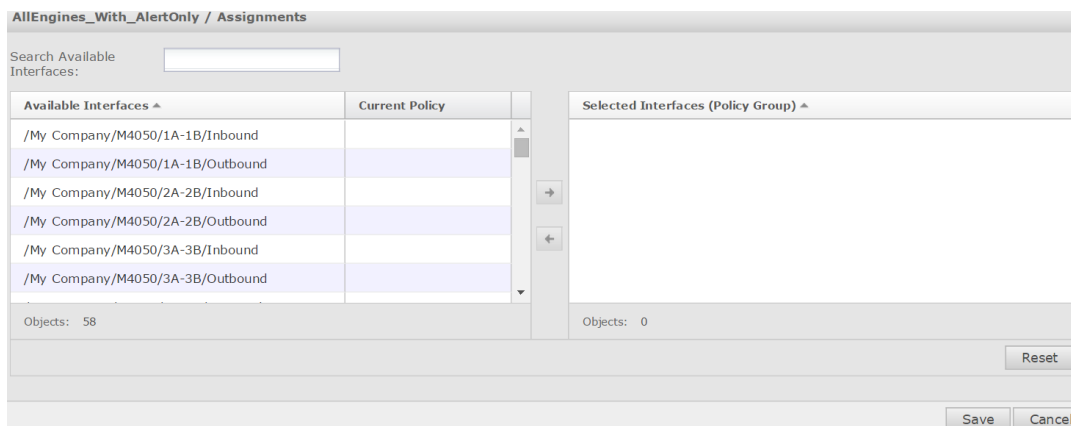 AllEngines_With_AlertOnly / Assignments
Search Available
Interfaces:
Available Interfaces
Current Policy
Selected Interfaces (Policy Group)
/My Company/M4050/1A-1B/Inbound
/My Company/M4050/1A-1B/Outbound
/My Company/M4050/2A-2B/Inbound
/My Company/M4050/2A-2B/Outbound
/My Company/M4050/3A-3B/Inbound
/My Company/M4050/3A-3B/Outbound
Objects: 58
Objects: 0
Reset
Save
Cancel